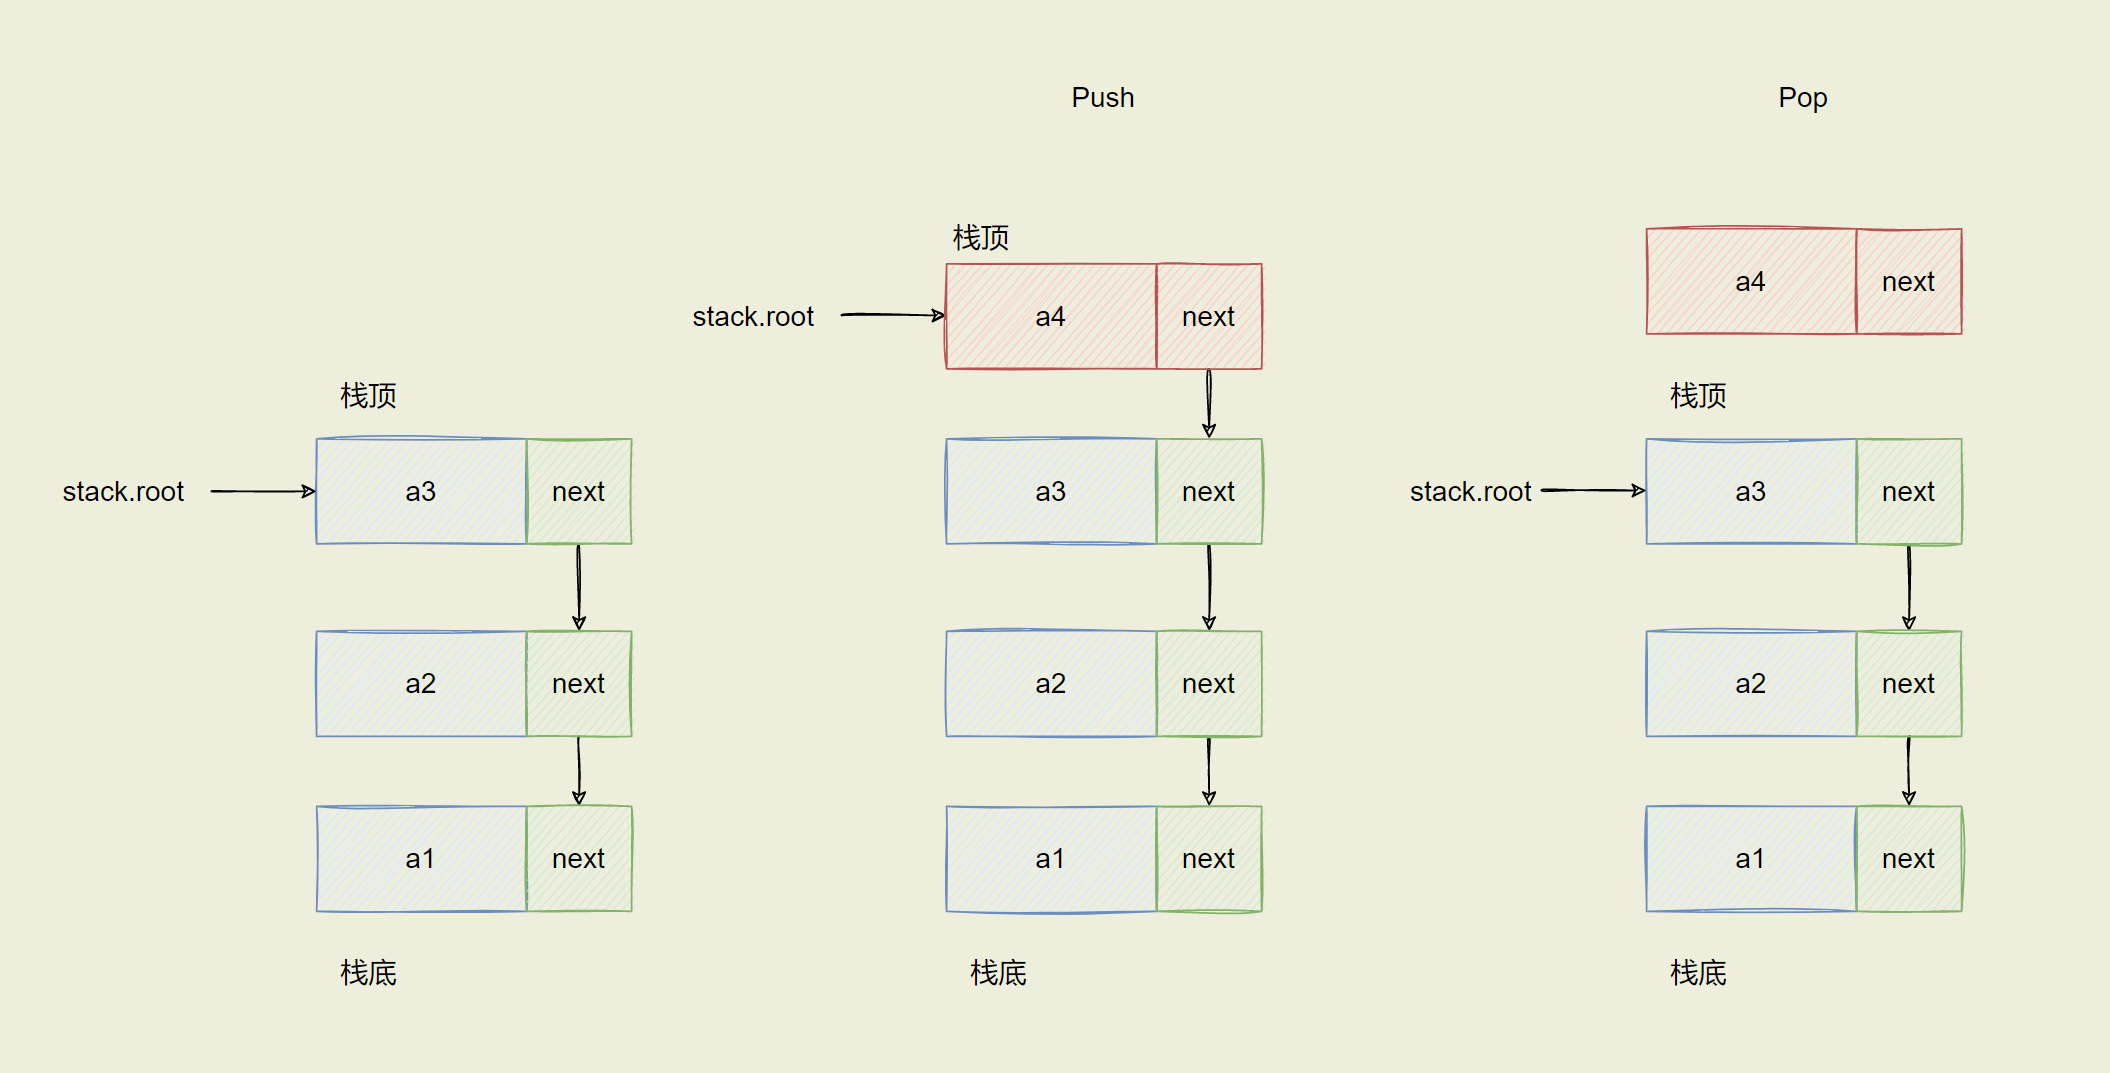 Push
Pop
栈顶
stack.root
a3
next
a2
next
a1
next
栈底
栈顶
stack.root
a4
next
a3
next
a2
next
a1
next
栈底
a4
next
栈顶
stack.root
a3
next
a2
next
a1
next
栈底